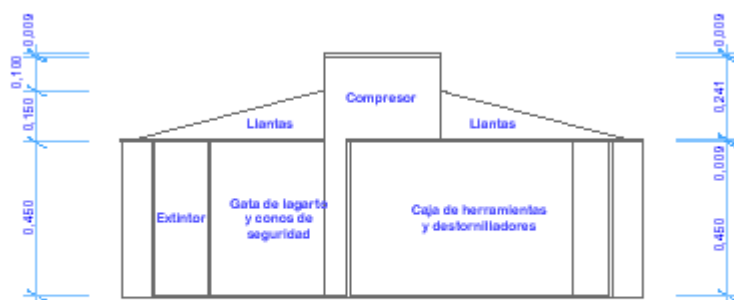 0,009
0,009
0,100
0,241
Compresor
0,150
Llantas
Llantas
0,009
Extintor
Gata de lagarto
y conos de
seguridad
Caja de herramientas
y destornilladores
0,450
0,450